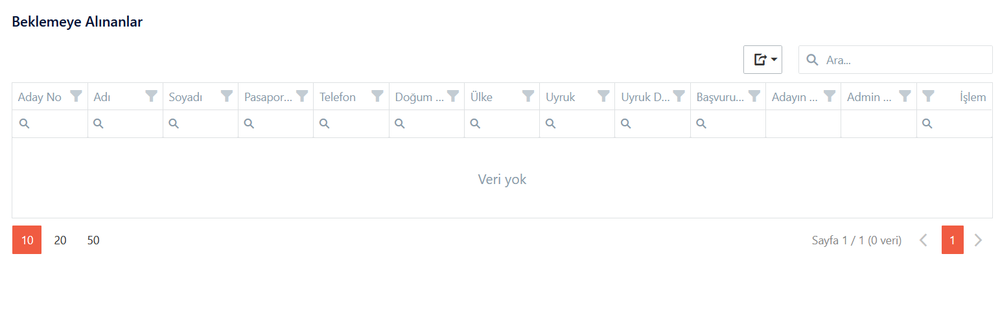 Beklemeye Alınanlar
Ara...
Aday No Adı Soyadı Pasapor... Telefon Doğum ... Ülke Uyruk Uyruk D... Başvuru... Adayın ... Admin ... İşlem
Veri yok
10 20 50 Sayfa 1 / 1 (0 veri) 1